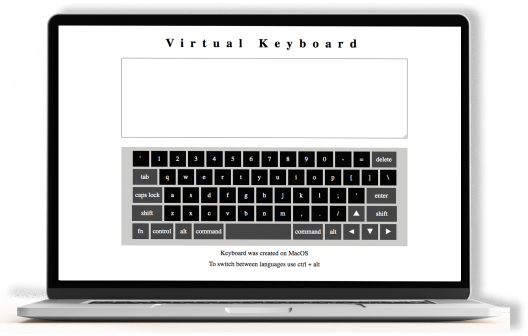 Virtual Keyboard
` 1 2 3 4 5 6 7 8 9 0 - = delete
tab q w e r t y u i o p [ ] \
caps lock a s d f g h j k l ; ' enter
shift z x c v b n m , . / ▲ shift
fn control alt command command alt ◄ ▼ ►
Keyboard was created on MacOS
To switch between languages use ctrl + alt